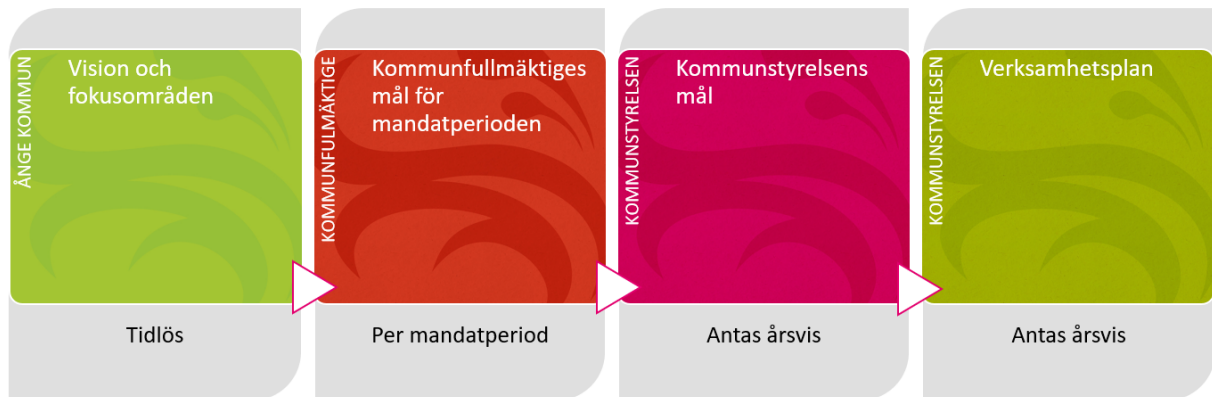 ÅNGE KOMMUN
Vision och
fokusområden
Tidlös
KOMMUNFULMÄKTIGE
Kommunfullmäktiges
mål för
mandatperioden
Per mandatperiod
KOMMUNSTYRELSEN
Kommunstyrelsens
mål
Antas årsvis
KOMMUNSTYRELSEN
Verksamhetsplan
Antas årsvis